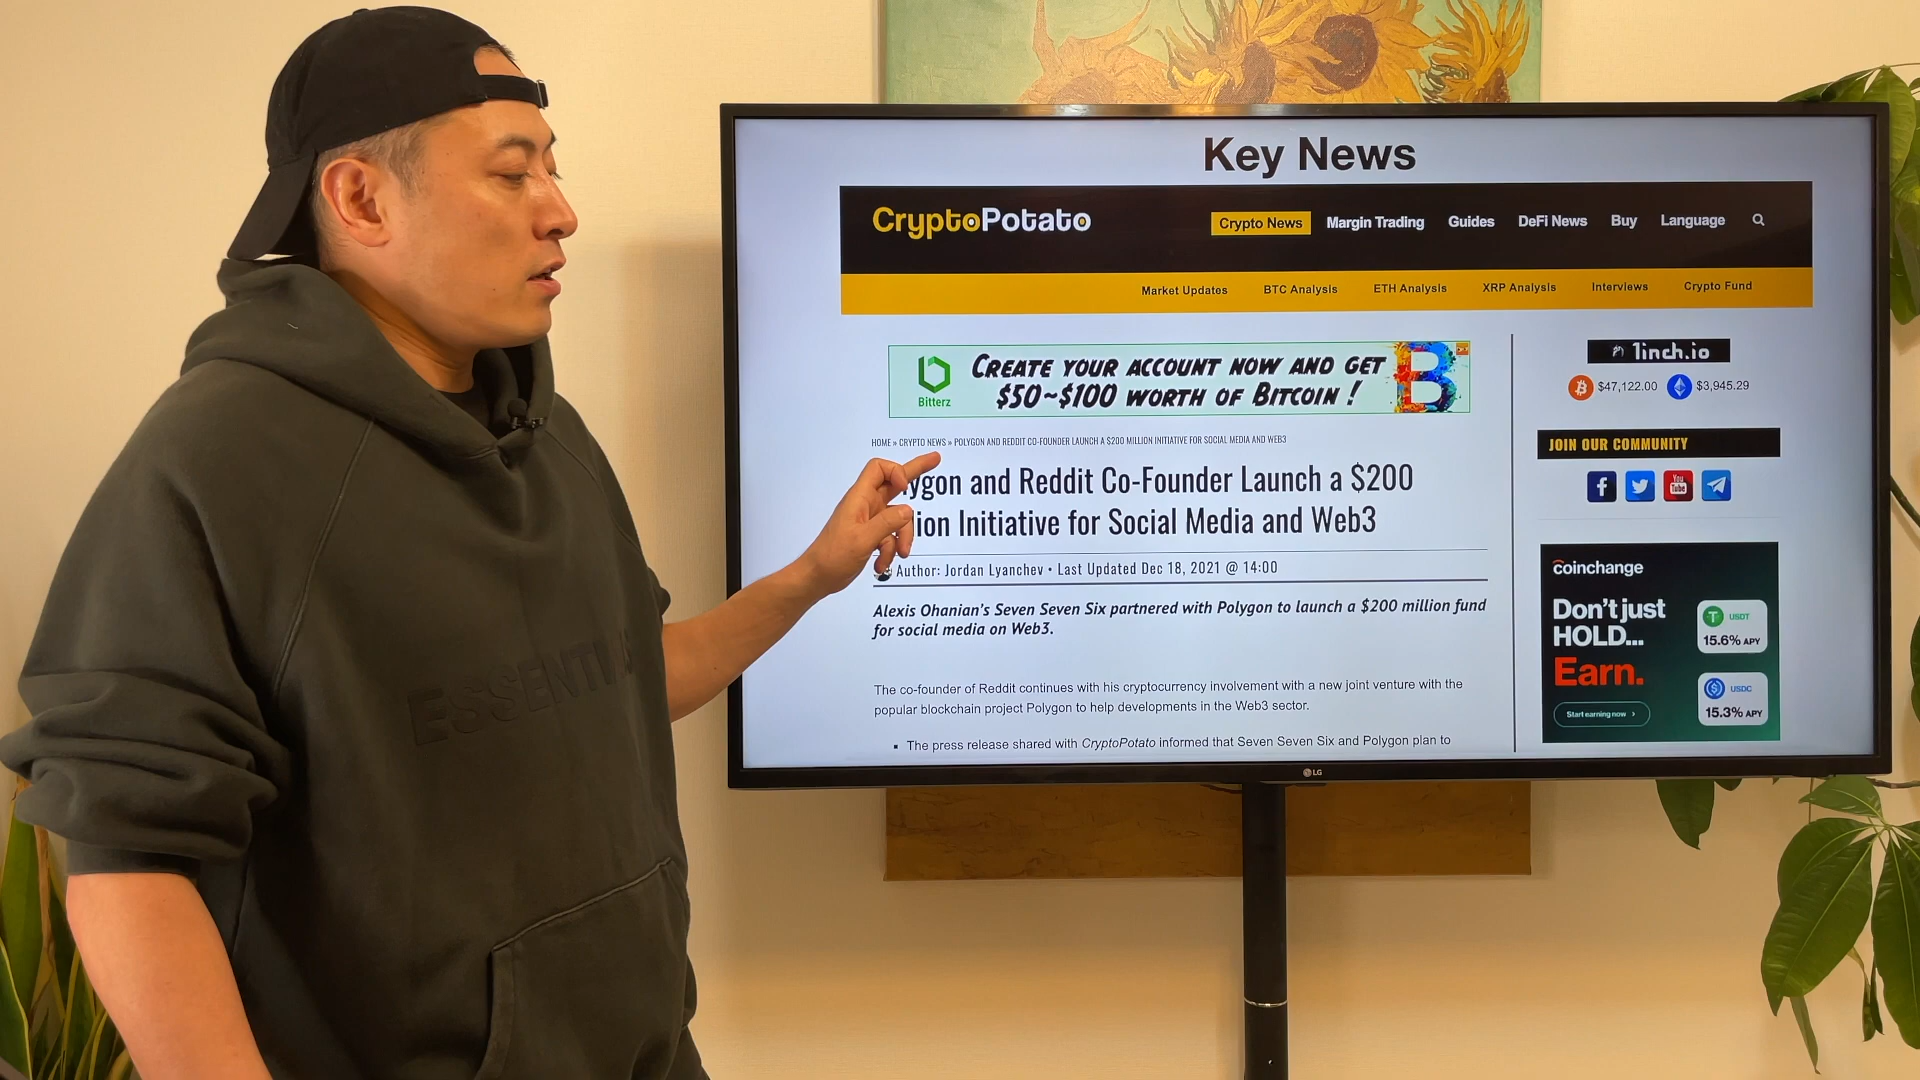 Key News
CryptoPotato
Crypto News Margin Trading Guides DeFi News Buy Language
Market Updates BTC Analysis ETH Analysis XRP Analysis Interviews Crypto Fund
Bitterz
CREATE YOUR ACCOUNT NOW AND GET
$50~$100 WORTH OF BITCOIN !
1inch.io
$47,122.00 $3,945.29
JOIN OUR COMMUNITY
You
Tube
HOME » CRYPTO NEWS » POLYGON AND REDDIT CO-FOUNDER LAUNCH A $200 MILLION INITIATIVE FOR SOCIAL MEDIA AND WEB3
lygon and Reddit Co-Founder Launch a $200
lion Initiative for Social Media and Web3
Author: Jordan Lyanchev • Last Updated Dec 18, 2021 @ 14:00
Alexis Ohanian's Seven Seven Six partnered with Polygon to launch a $200 million fund
for social media on Web3.
The co-founder of Reddit continues with his cryptocurrency involvement with a new joint venture with the
popular blockchain project Polygon to help developments in the Web3 sector.
▪ The press release shared with CryptoPotato informed that Seven Seven Six and Polygon plan to
coinchange
Don't just
HOLD...
Earn.
Start earning now >
USDT
15.6% APY
USDC
15.3% APY
LG
ESSENTIA